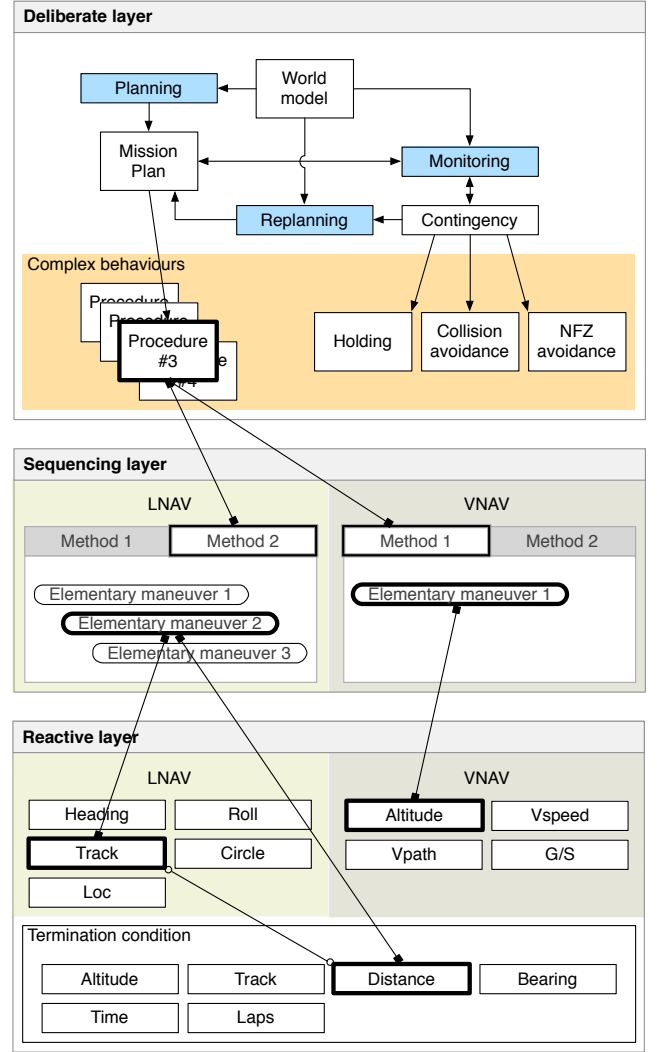 Deliberate layer
World
model
Planning
Mission
Plan
Monitoring
Replanning
Contingency
Complex behaviours
Procedure
Procedure
Procedure
#3
e
#4
Holding
Collision
avoidance
NFZ
avoidance
Sequencing layer
LNAV
VNAV
Method 1
Method 2
Method 1
Method 2
Elementary maneuver 1
Elementary maneuver 2
Elementary maneuver 3
Elementary maneuver 1
Reactive layer
LNAV
VNAV
Heading
Roll
Altitude
Vspeed
Track
Circle
Vpath
G/S
Loc
Termination condition
Altitude
Track
Distance
Bearing
Time
Laps